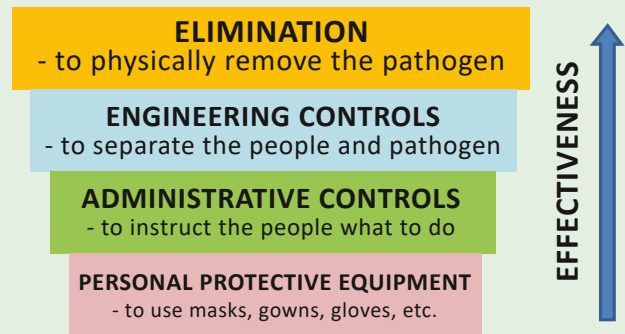 ELIMINATION
- to physically remove the pathogen
ENGINEERING CONTROLS
- to separate the people and pathogen
ADMINISTRATIVE CONTROLS
- to instruct the people what to do
PERSONAL PROTECTIVE EQUIPMENT
- to use masks, gowns, gloves, etc.
EFFECTIVENESS